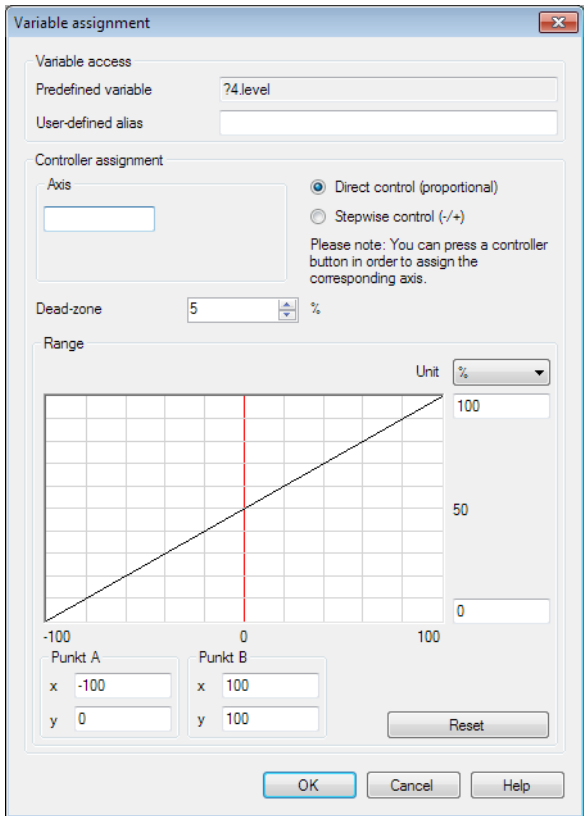 Variable assignment
Variable access
Predefined variable ?4.level
User-defined alias
Controller assignment
Axis
Direct control (proportional)
Stepwise control (-/+)
Please note: You can press a controller
button in order to assign the
corresponding axis.
Dead-zone 5 %
Range
Unit %
100
50
0
-100 0 100
Punkt A Punkt B
x -100 x 100
y 0 y 100
Reset
OK Cancel Help